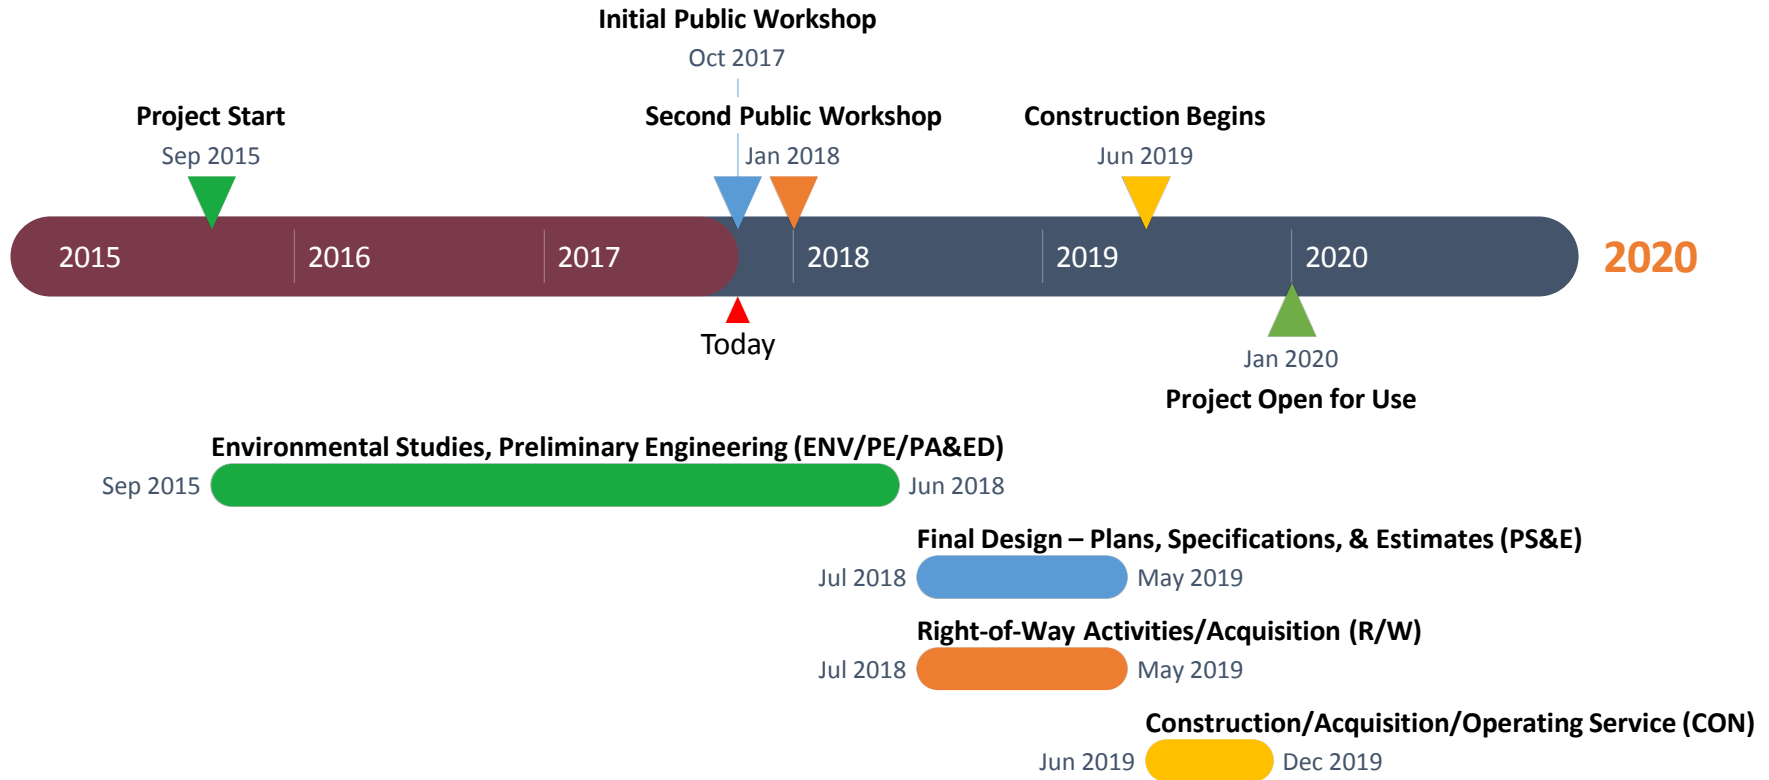 Initial Public Workshop
Oct 2017
Project Start
Second Public Workshop
Construction Begins
Sep 2015
Jan 2018
Jun 2019
2015
2016
2017
2018
2019
2020
2020
Today
Jan 2020
Project Open for Use
Environmental Studies, Preliminary Engineering (ENV/PE/PA&ED)
Sep 2015
Jun 2018
Final Design – Plans, Specifications, & Estimates (PS&E)
Jul 2018
May 2019
Right-of-Way Activities/Acquisition (R/W)
Jul 2018
May 2019
Construction/Acquisition/Operating Service (CON)
Jun 2019
Dec 2019